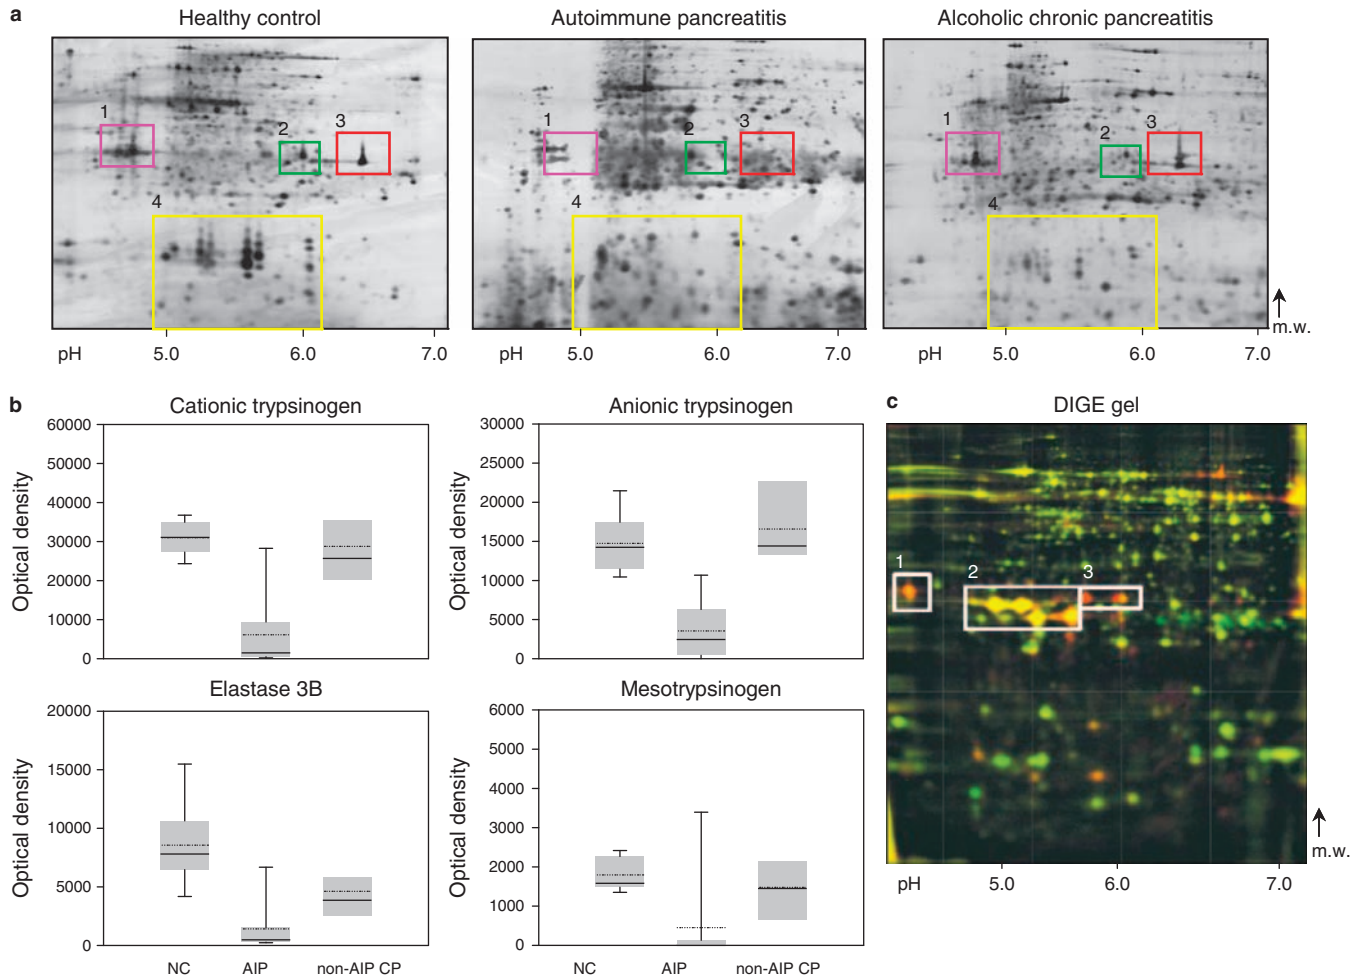 a
Healthy control
Autoimmune pancreatitis
Alcoholic chronic pancreatitis
1
2
3
4
1
2
3
4
1
2
3
4
m.w.
pH
5.0
6.0
7.0
5.0
6.0
7.0
pH
5.0
6.0
7.0
b
Cationic trypsinogen
Optical density
60000
50000
40000
30000
20000
10000
0
Anionic trypsinogen
Optical density
30000
25000
20000
15000
10000
5000
0
Elastase 3B
Optical density
20000
15000
10000
5000
0
NC
AIP
non-AIP CP
Mesotrypsinogen
Optical density
6000
5000
4000
3000
2000
1000
0
NC
AIP
non-AIP CP
c
DIGE gel
1
2
3
m.w.
pH
5.0
6.0
7.0